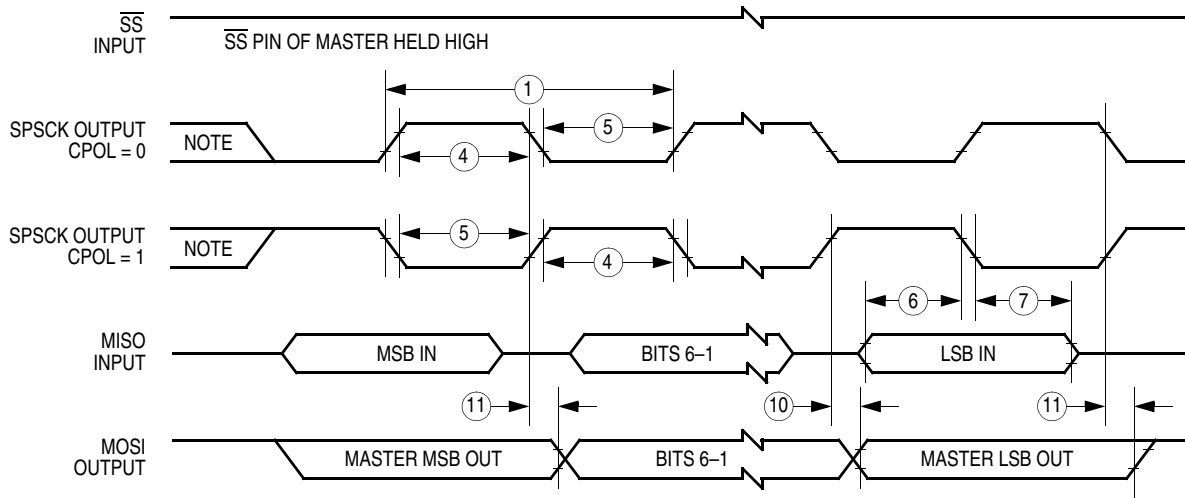 SS
INPUT
SS PIN OF MASTER HELD HIGH
1
SPSCK OUTPUT
CPOL = 0
NOTE
5
4
SPSCK OUTPUT
CPOL = 1
NOTE
5
4
6
7
MISO
INPUT
MSB IN
BITS 6–1
LSB IN
11
10
11
MOSI
OUTPUT
MASTER MSB OUT
BITS 6–1
MASTER LSB OUT